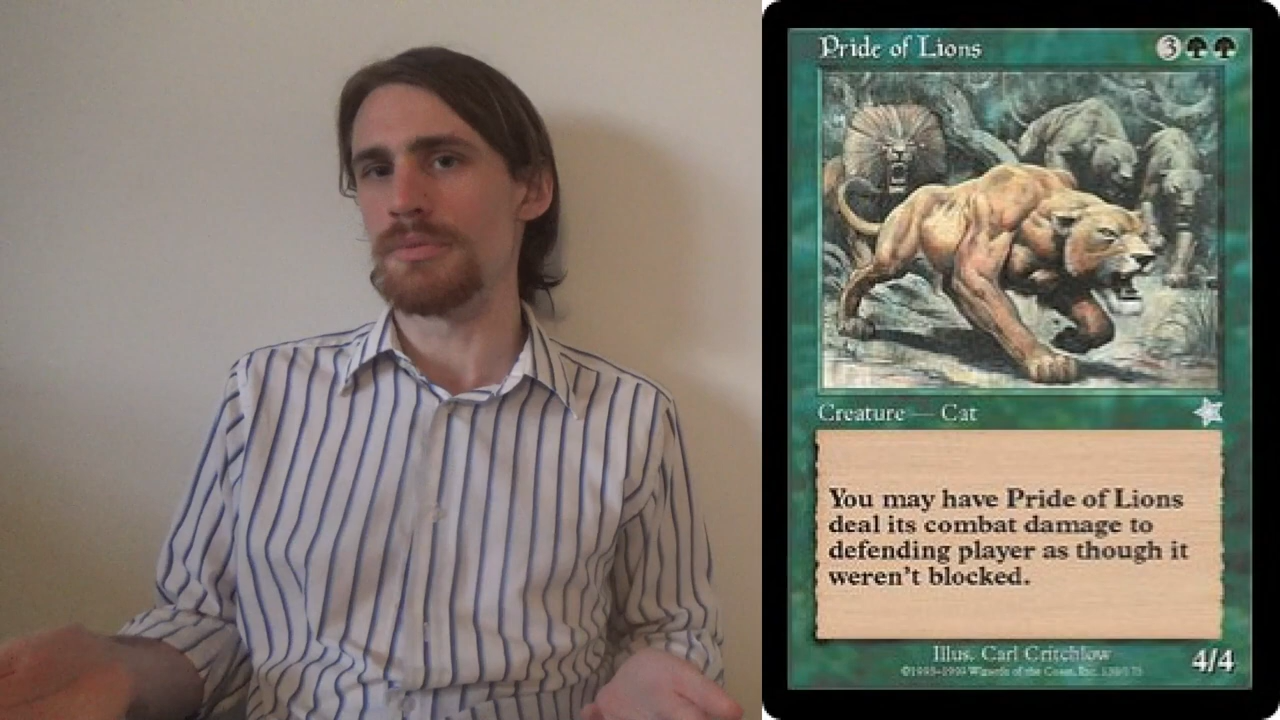 Pride of Lions 3
Creature — Cat
You may have Pride of Lions
deal its combat damage to
defending player as though it
weren't blocked.
Illus. Carl Critchlow
4/4